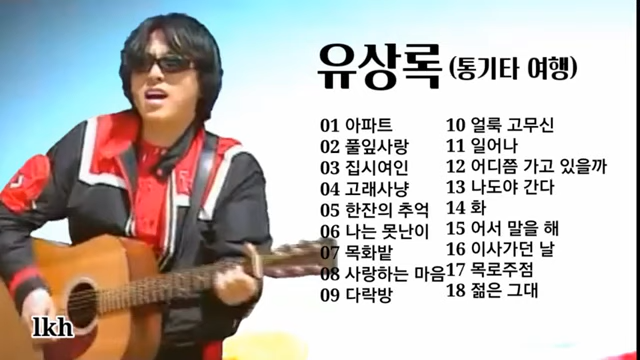 유상록 (통기타 여행)
01 아파트
02 풀잎사랑
03 집시여인
04 고래사냥
05 한잔의 추억
06 나는 못난이
07 목화밭
08 사랑하는 마음
09 다락방
10 얼룩 고무신
11 일어나
12 어디쯤 가고 있을까
13 나도야 간다
14 화
15 어서 말을 해
16 이사가던 날
17 목로주점
18 젊은 그대
lkh